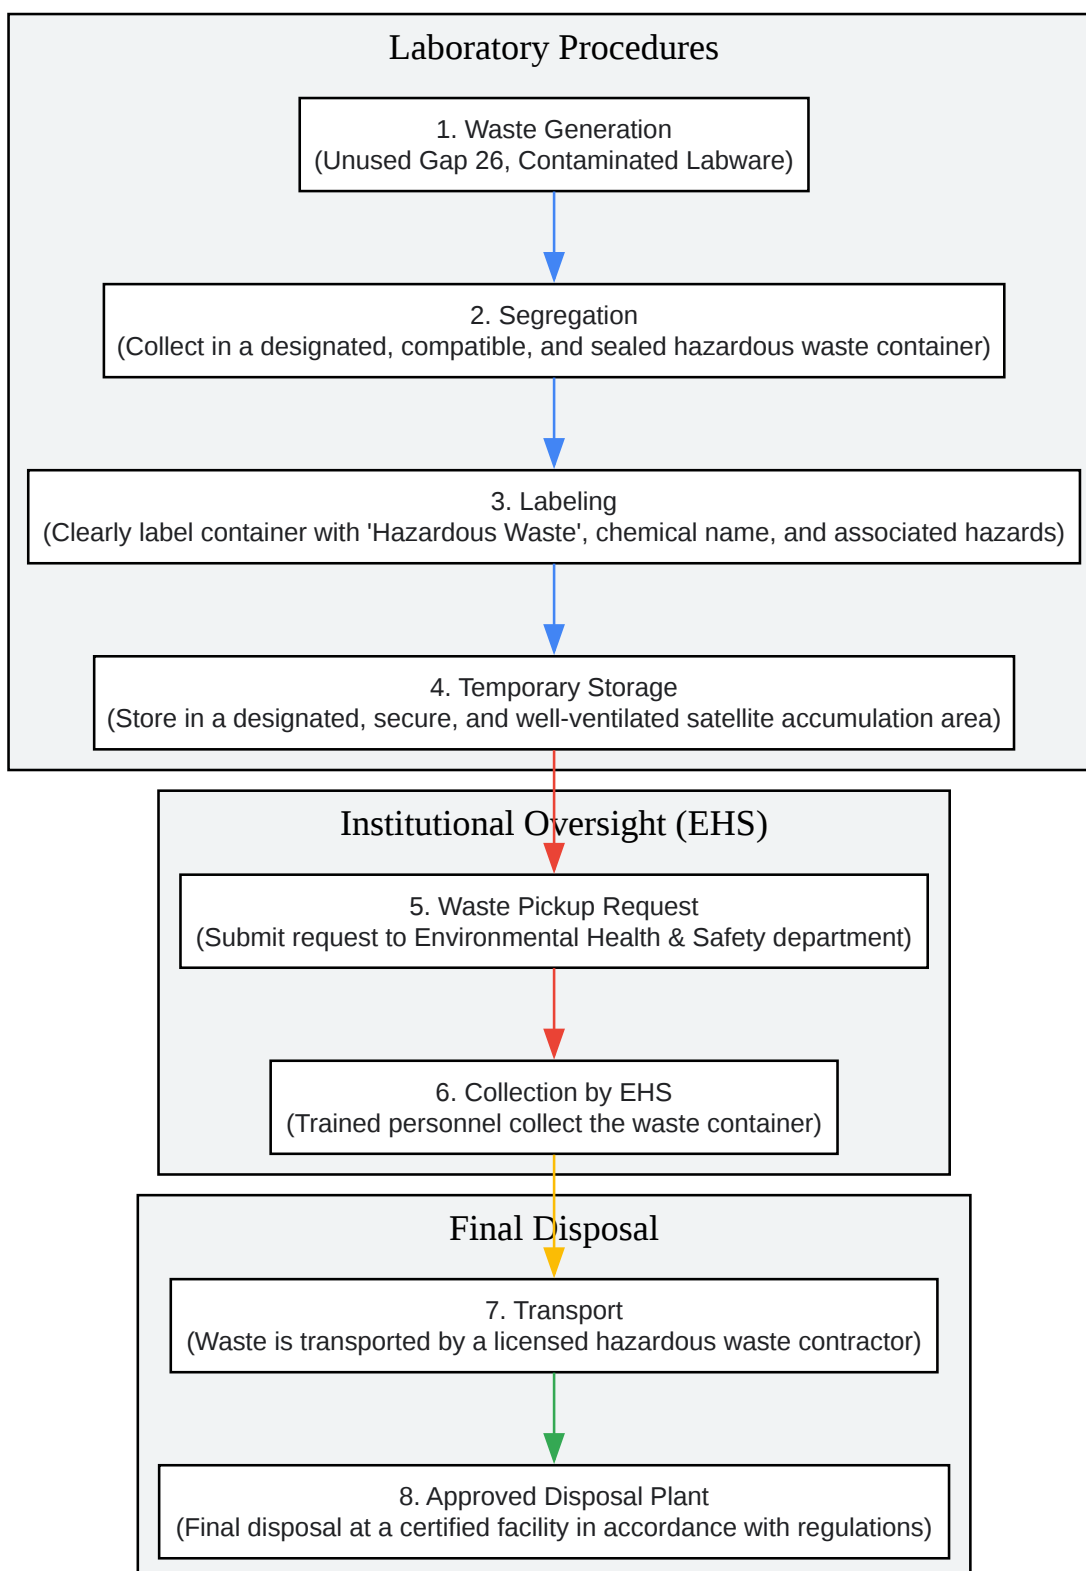 Laboratory Procedures
1. Waste Generation
(Unused Gap 26, Contaminated Labware)
2. Segregation
(Collect in a designated, compatible, and sealed hazardous waste container)
3. Labeling
(Clearly label container with 'Hazardous Waste', chemical name, and associated hazards)
4. Temporary Storage
(Store in a designated, secure, and well-ventilated satellite accumulation area)
Institutional Oversight (EHS)
5. Waste Pickup Request
(Submit request to Environmental Health & Safety department)
6. Collection by EHS
(Trained personnel collect the waste container)
Final Disposal
7. Transport
(Waste is transported by a licensed hazardous waste contractor)
8. Approved Disposal Plant
(Final disposal at a certified facility in accordance with regulations)